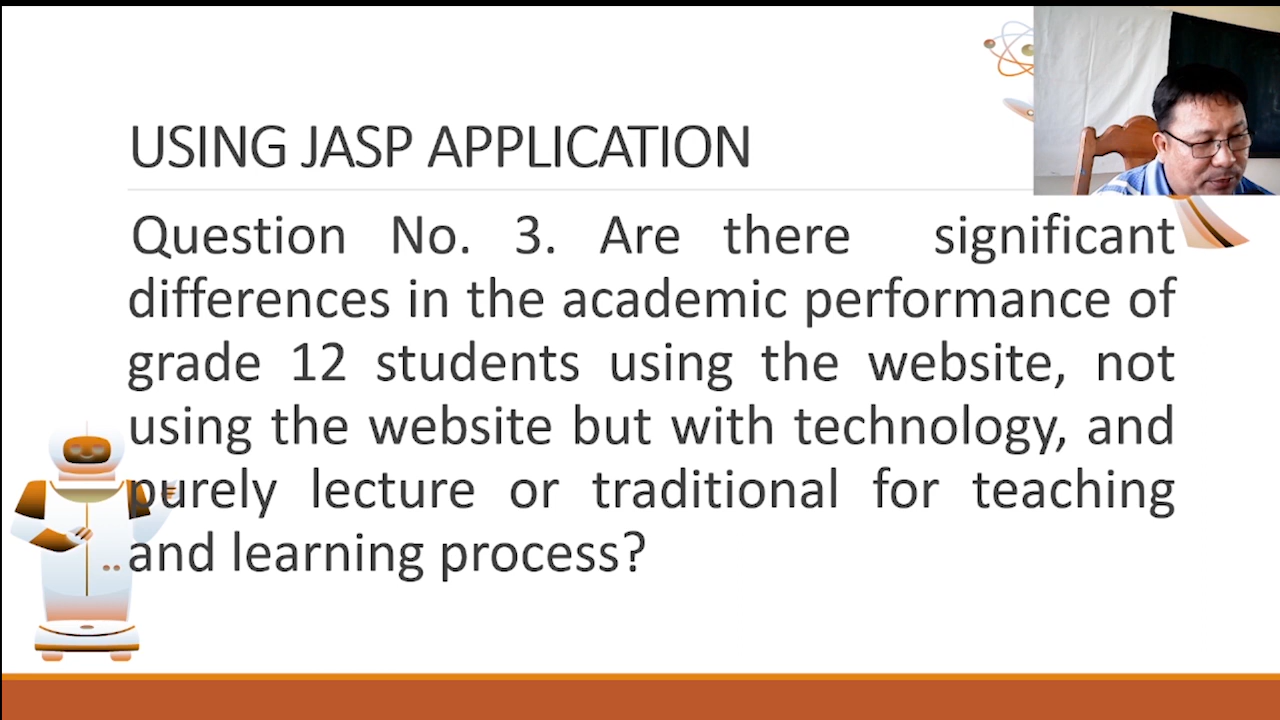 USING JASP APPLICATION
Question No. 3. Are there significant
differences in the academic performance of
grade 12 students using the website, not
using the website but with technology, and
purely lecture or traditional for teaching
and learning process?